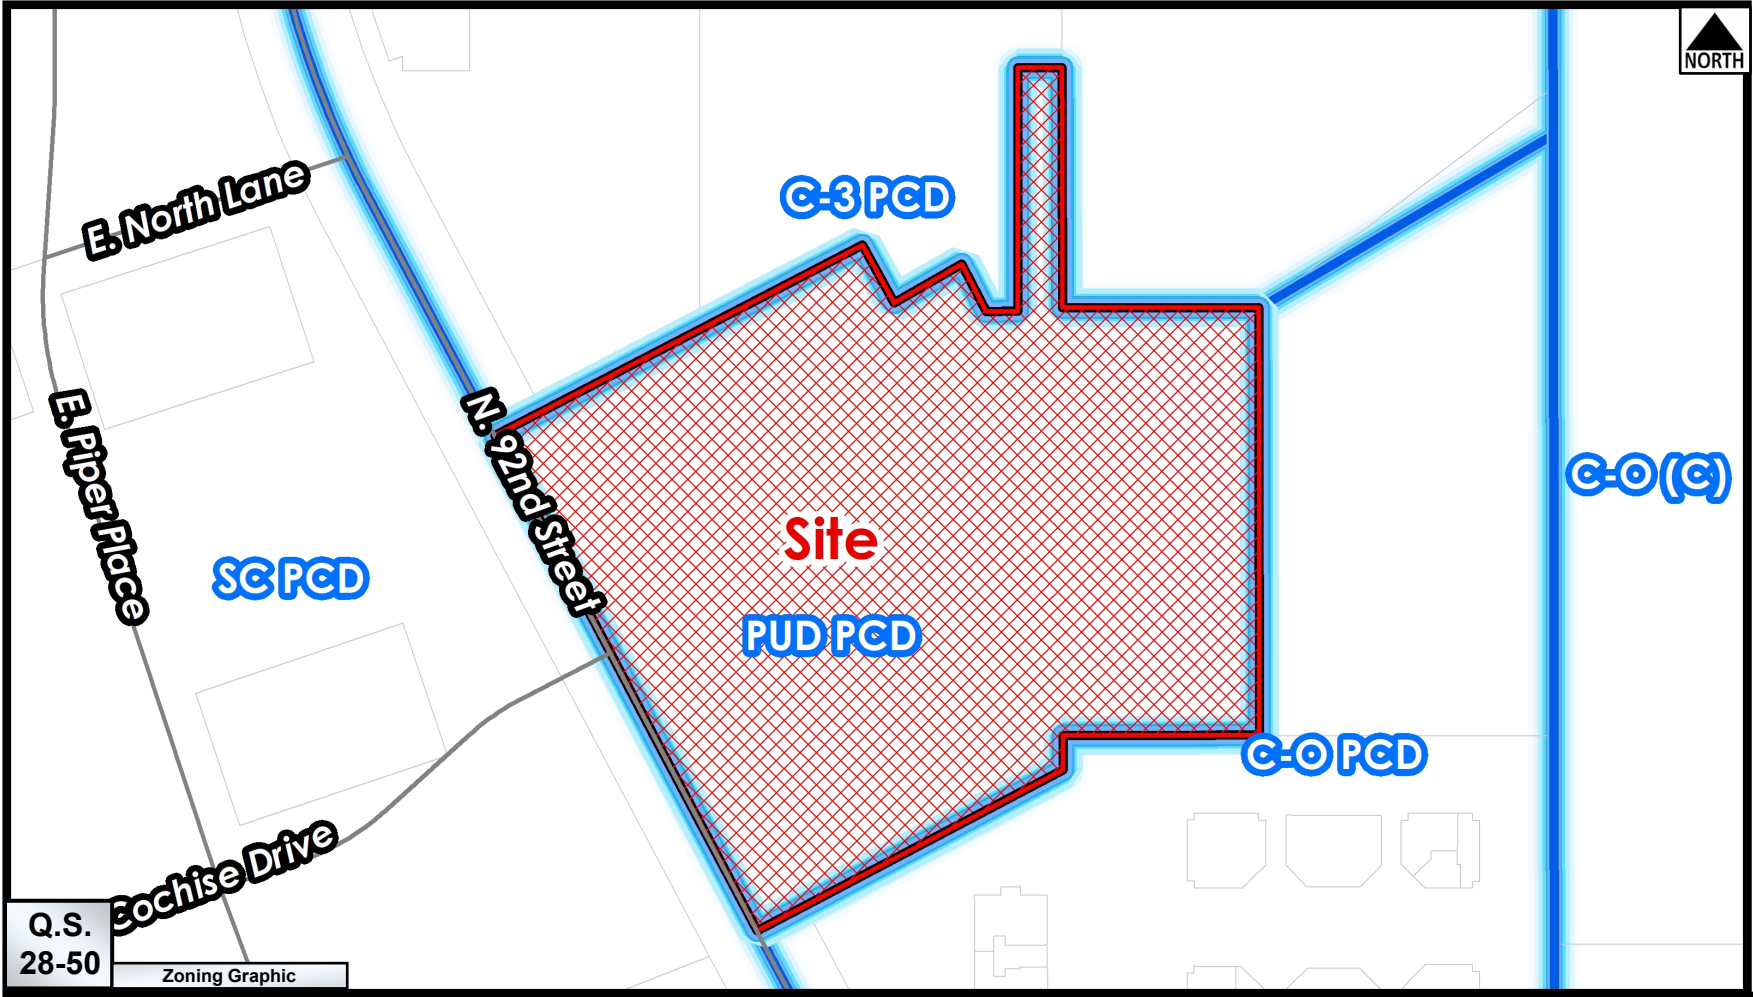 NORTH
E. North Lane
C-3 PCD
N. 92nd Street
E. Piper Place
C-O (C)
Site
SC PCD
PUD PCD
C-O PCD
Cochise Drive
Q.S.
28-50
Zoning Graphic